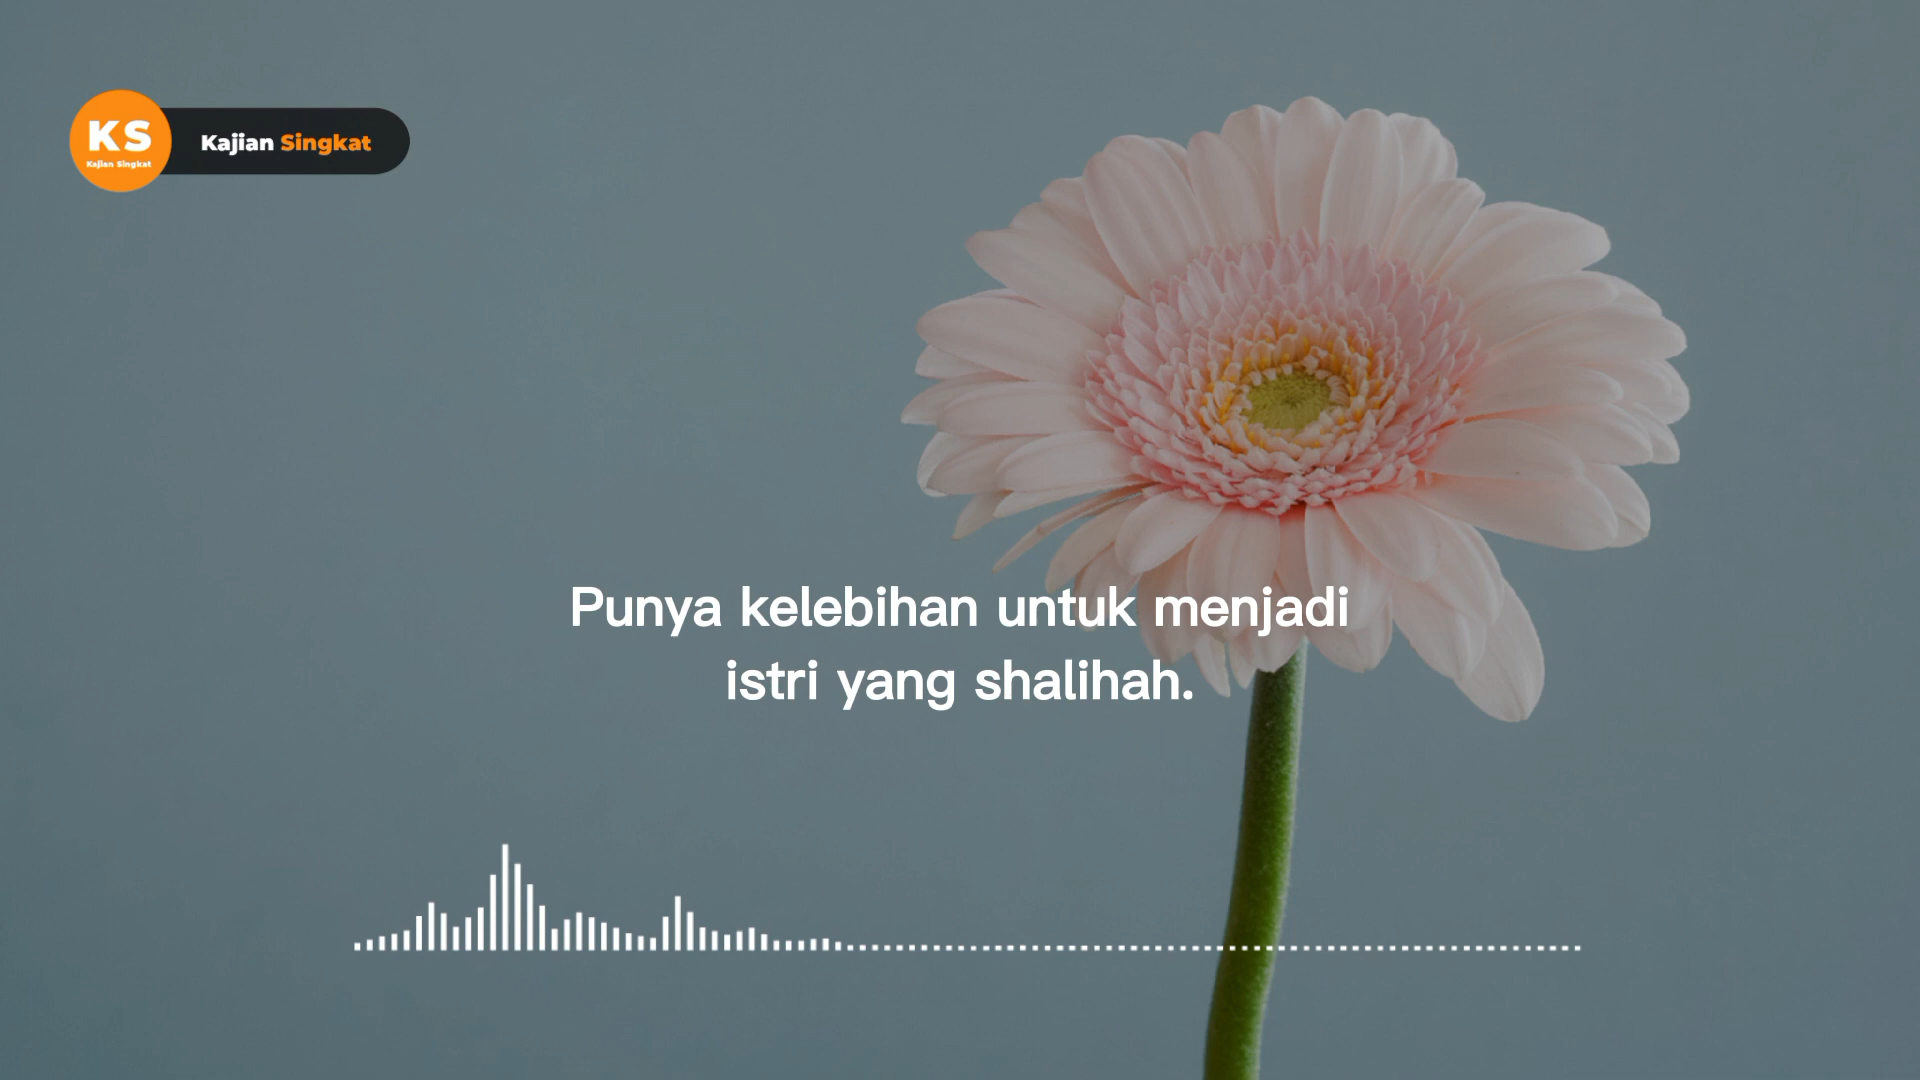 KS
Kajian Singkat
Kajian Singkat
Punya kelebihan untuk menjadi
istri yang shalihah.